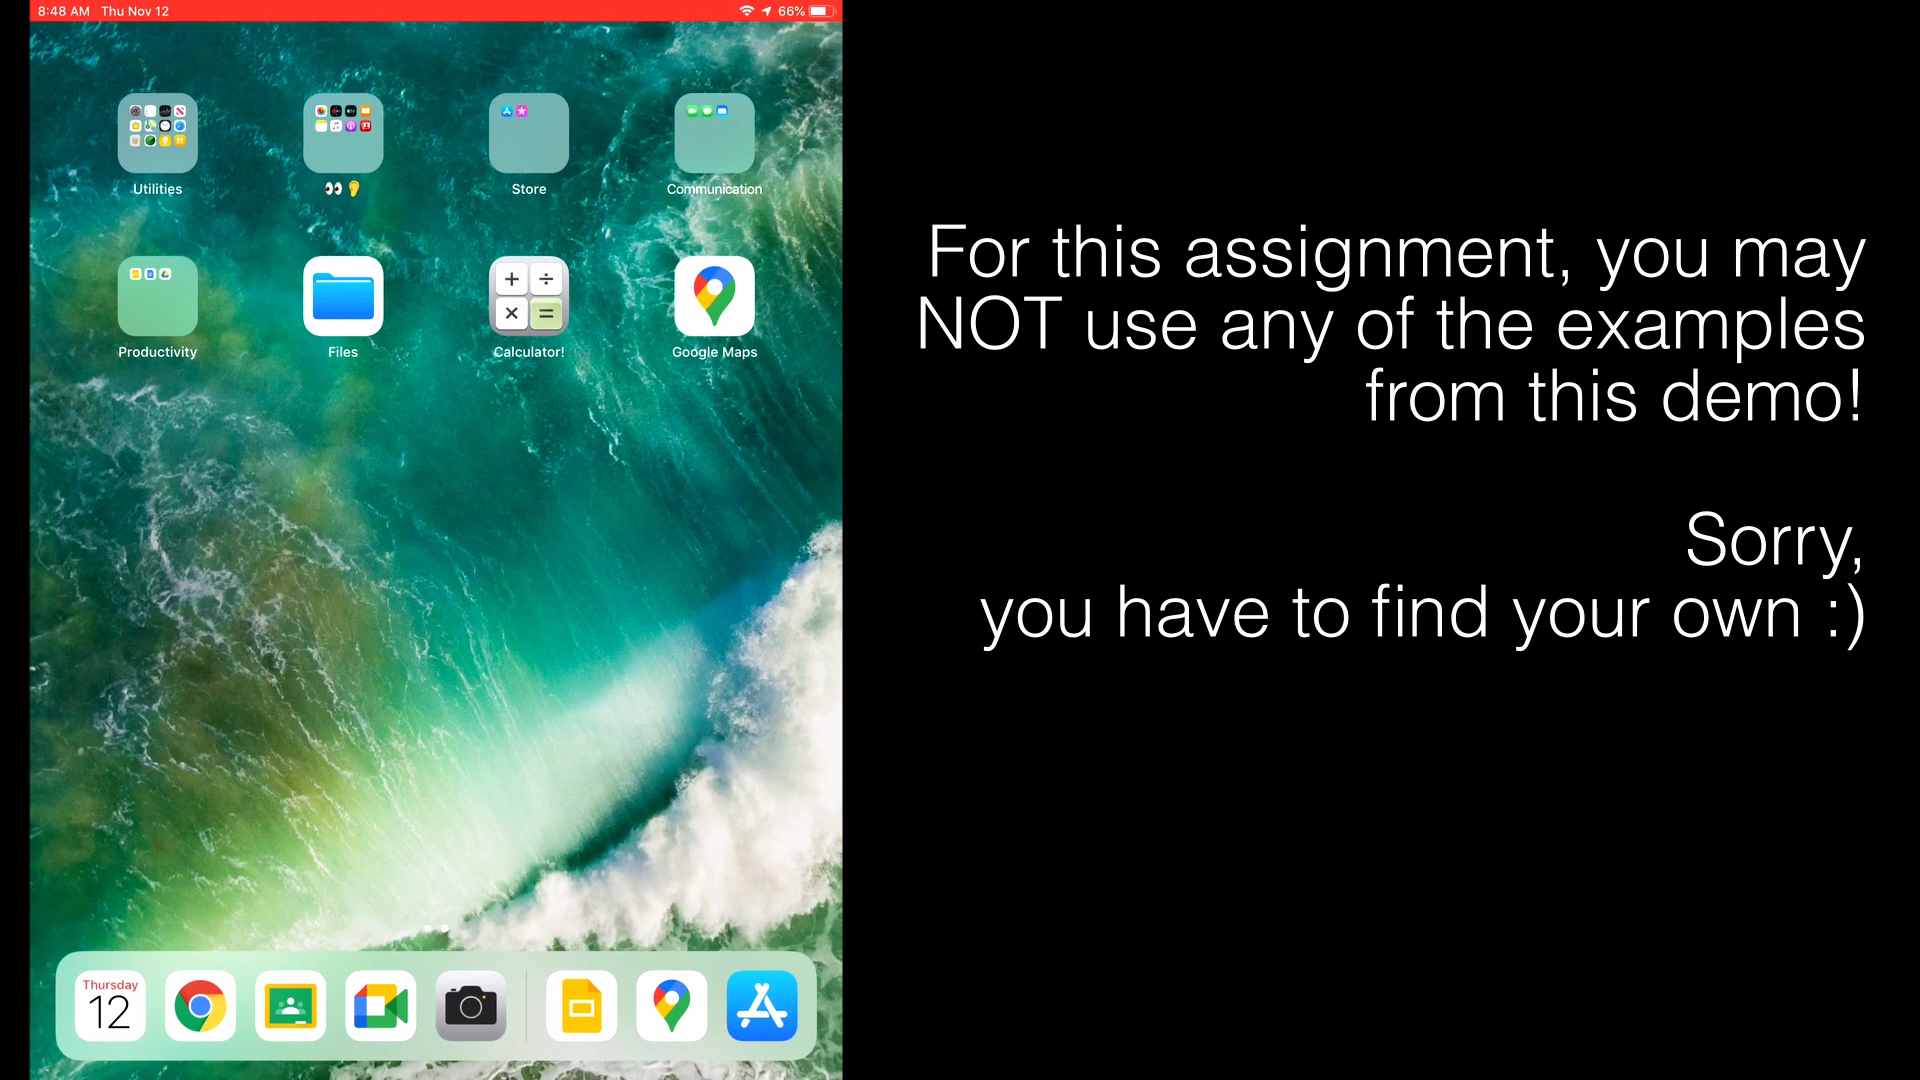 8:48 AM Thu Nov 12
66%
Utilities
👀 👂
Store
Communication
Productivity
Files
Calculator!
Google Maps
Thursday
12
For this assignment, you may
NOT use any of the examples
from this demo!
Sorry,
you have to find your own :)